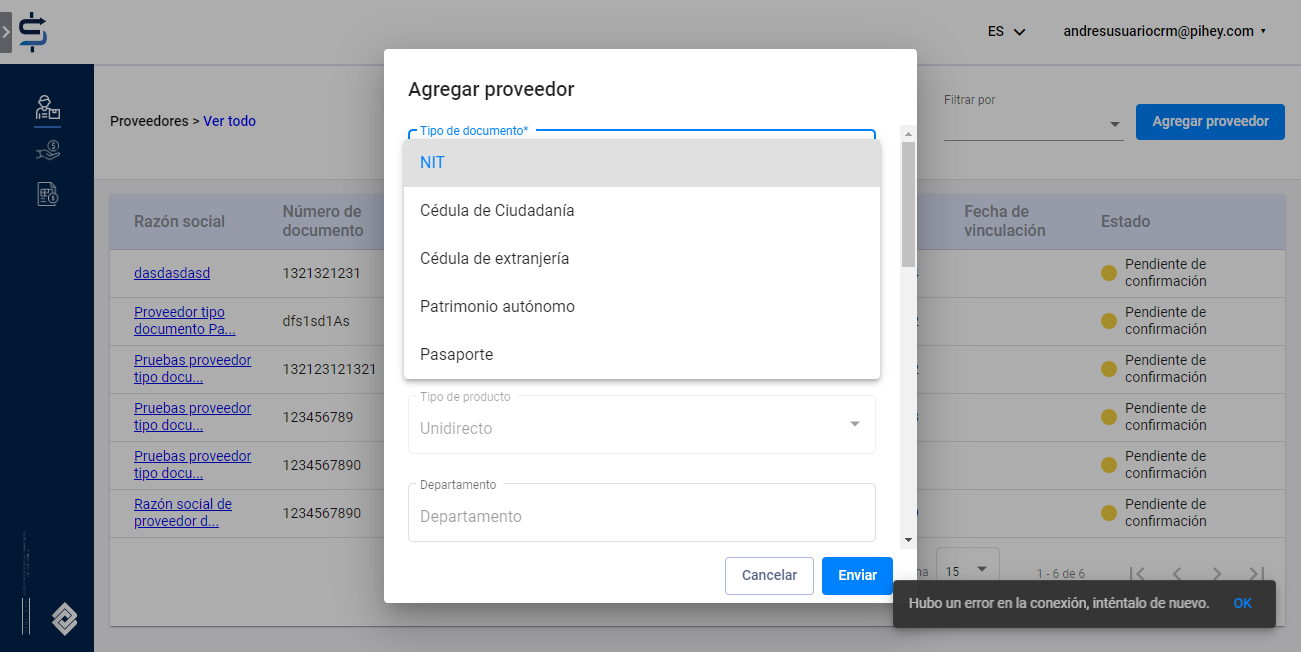 ES
andresusuariocrm@pihey.com
Proveedores > Ver todo
Filtrar por
Agregar proveedor
Razón social
Número de
documento
Fecha de
vinculación
Estado
dasdasdasd
1321321231
Pendiente de
confirmación
Proveedor tipo
documento Pa...
dfs1sd1As
Pendiente de
confirmación
Pruebas proveedor
tipo docu...
132123121321
Pendiente de
confirmación
Pruebas proveedor
tipo docu...
123456789
Pendiente de
confirmación
Pruebas proveedor
tipo docu...
1234567890
Pendiente de
confirmación
Razón social de
proveedor d...
1234567890
Pendiente de
confirmación
15
1 - 6 de 6
Agregar proveedor
Tipo de documento*
NIT
Cédula de Ciudadanía
Cédula de extranjería
Patrimonio autónomo
Pasaporte
Tipo de producto
Unidirecto
Departamento
Departamento
Cancelar
Enviar
Hubo un error en la conexión, inténtalo de nuevo.
OK